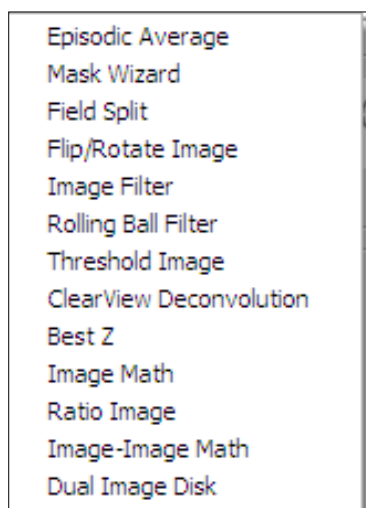 Episodic Average
Mask Wizard
Field Split
Flip/Rotate Image
Image Filter
Rolling Ball Filter
Threshold Image
ClearView Deconvolution
Best Z
Image Math
Ratio Image
Image-Image Math
Dual Image Disk